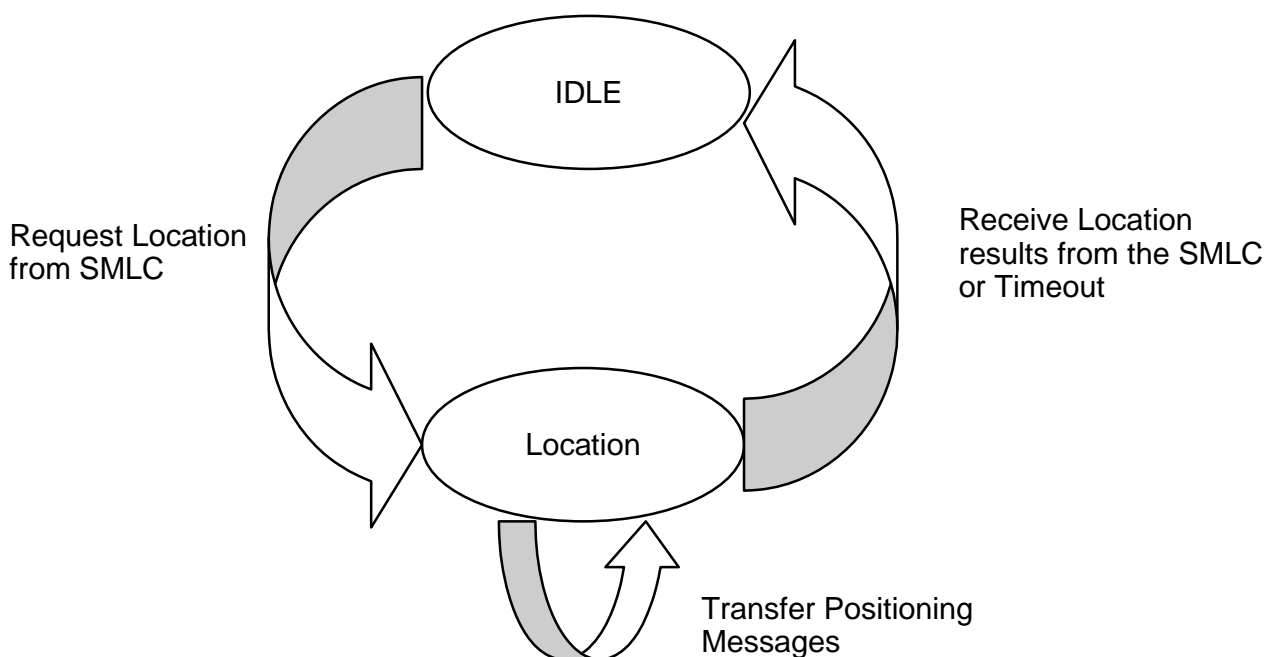 IDLE
Request Location
from SMLC
Receive Location
results from the SMLC
or Timeout
Location
Transfer Positioning
Messages